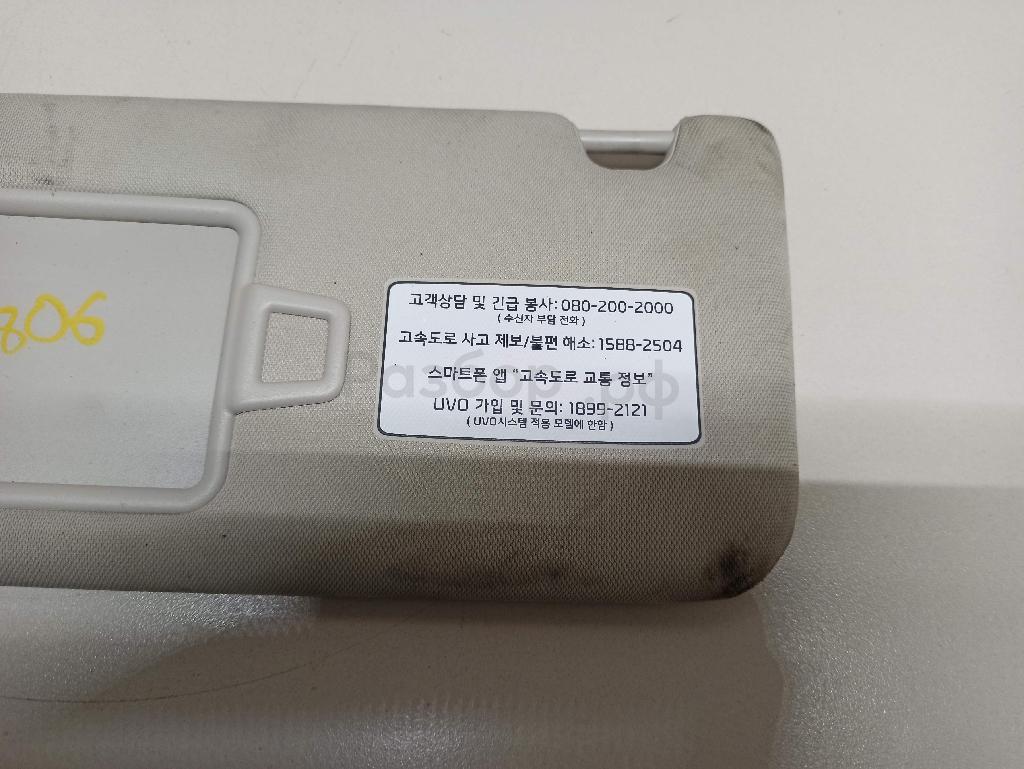 고객상담 및 긴급 봉사: 080-200-2000
( 수신자 부담 전화 )
고속도로 사고 제보/불편 해소: 1588-2504
스마트폰 앱 "고속도로 교통 정보"
UVO 가입 및 문의: 1899-2121
( UVO시스템 적용 모델에 한함 )
806
Разбор.рф